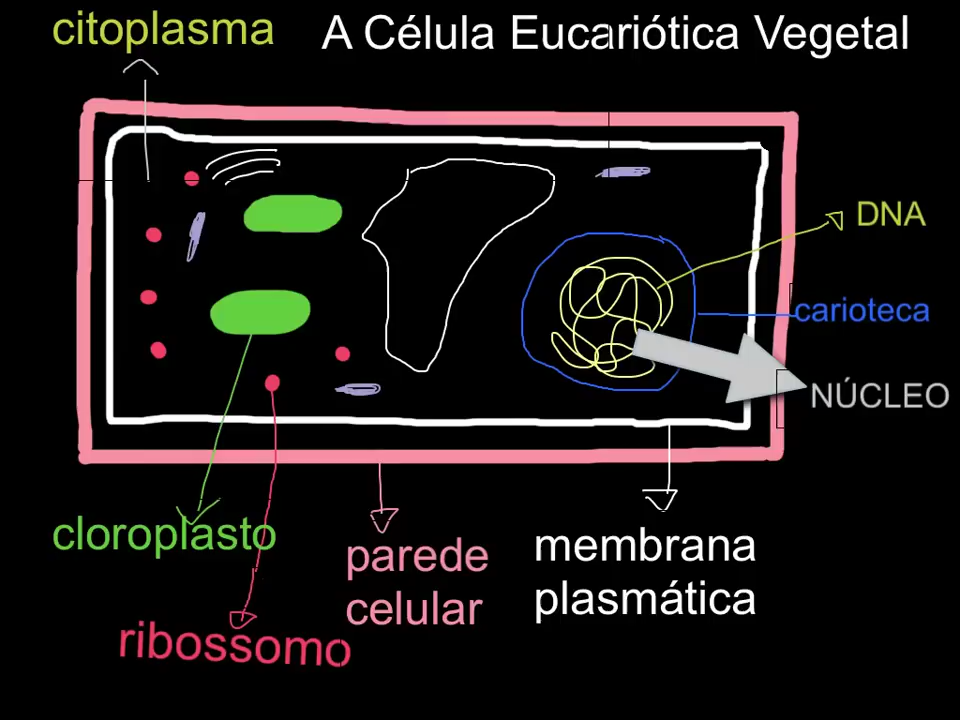 citoplasma
A Célula Eucariótica Vegetal
DNA
carioteca
NÚCLEO
cloroplasto
parede
celular
membrana
plasmática
ribossomo